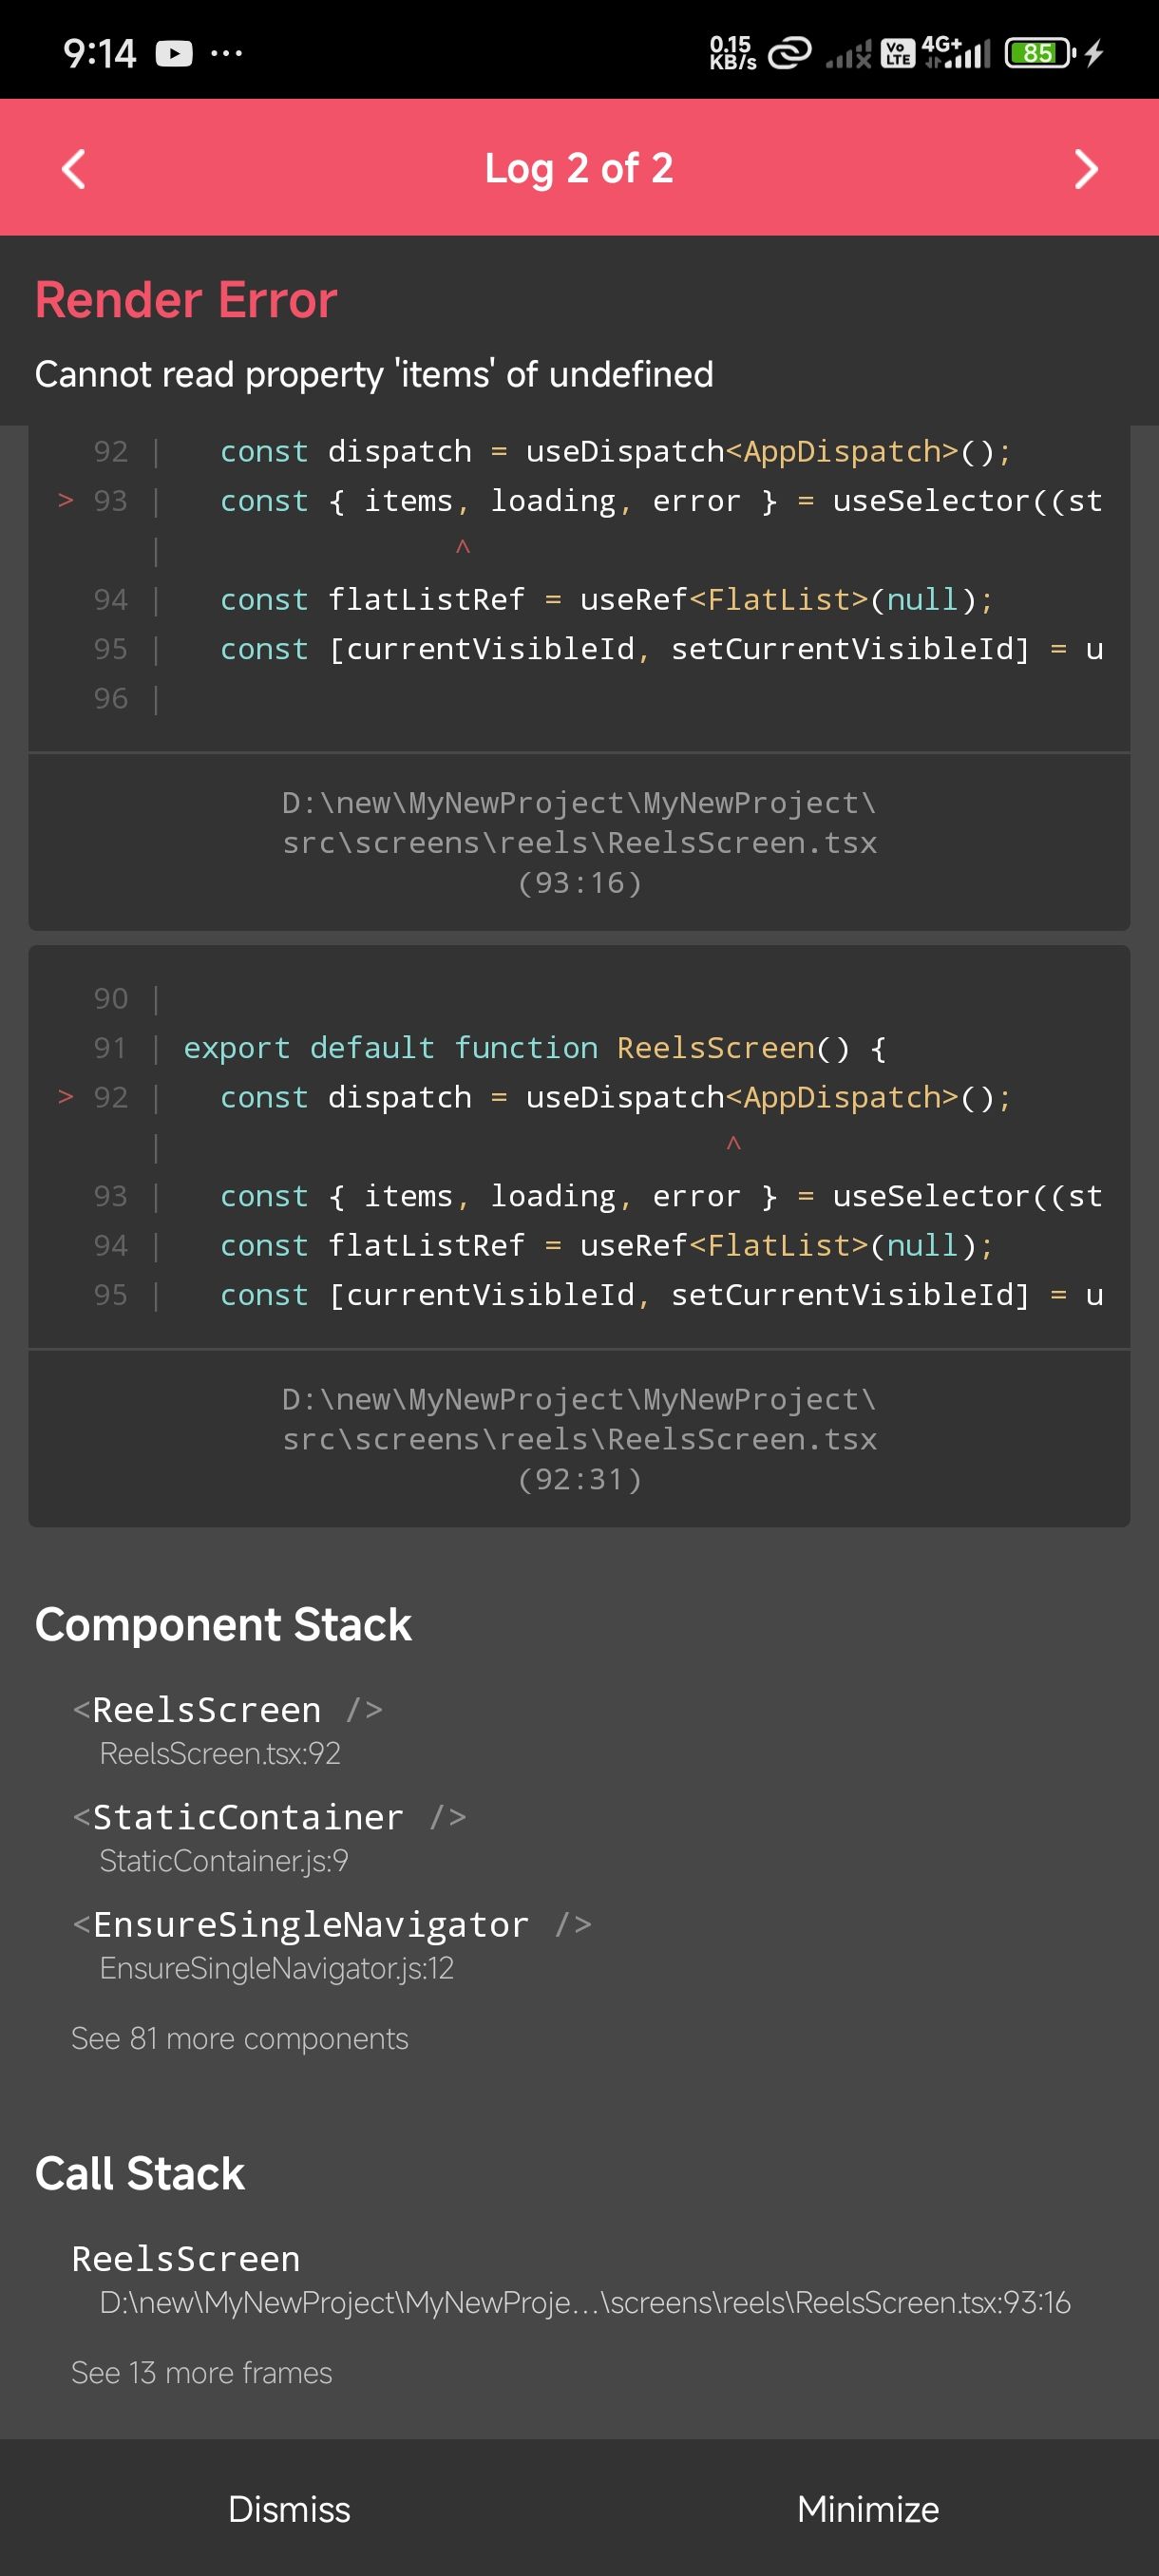 9:14 ...
0.15 KB/s Vo LTE 4G+ 85
Log 2 of 2
Render Error
Cannot read property 'items' of undefined
92 | const dispatch = useDispatch<AppDispatch>();
> 93 | const { items, loading, error } = useSelector((st
| ^
94 | const flatListRef = useRef<FlatList>(null);
95 | const [currentVisibleId, setCurrentVisibleId] = u
96 |
D:\new\MyNewProject\MyNewProject\
src\screens\reels\ReelsScreen.tsx
(93:16)
90 |
91 | export default function ReelsScreen() {
> 92 | const dispatch = useDispatch<AppDispatch>();
| ^
93 | const { items, loading, error } = useSelector((st
94 | const flatListRef = useRef<FlatList>(null);
95 | const [currentVisibleId, setCurrentVisibleId] = u
D:\new\MyNewProject\MyNewProject\
src\screens\reels\ReelsScreen.tsx
(92:31)
Component Stack
<ReelsScreen />
ReelsScreen.tsx:92
<StaticContainer />
StaticContainer.js:9
<EnsureSingleNavigator />
EnsureSingleNavigator.js:12
See 81 more components
Call Stack
ReelsScreen
D:\new\MyNewProject\MyNewProje...\screens\reels\ReelsScreen.tsx:93:16
See 13 more frames
Dismiss Minimize